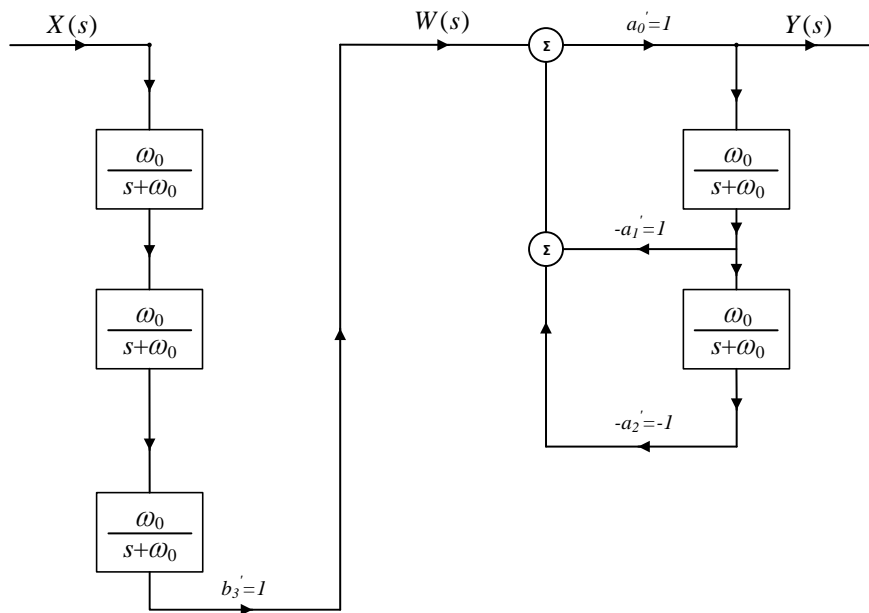 X(s)
W(s)
Σ
a₀'=1
Y(s)
ω₀
s+ω₀
ω₀
s+ω₀
Σ
-a₁'=1
ω₀
s+ω₀
ω₀
s+ω₀
-a₂'=-1
ω₀
s+ω₀
b₃'=1